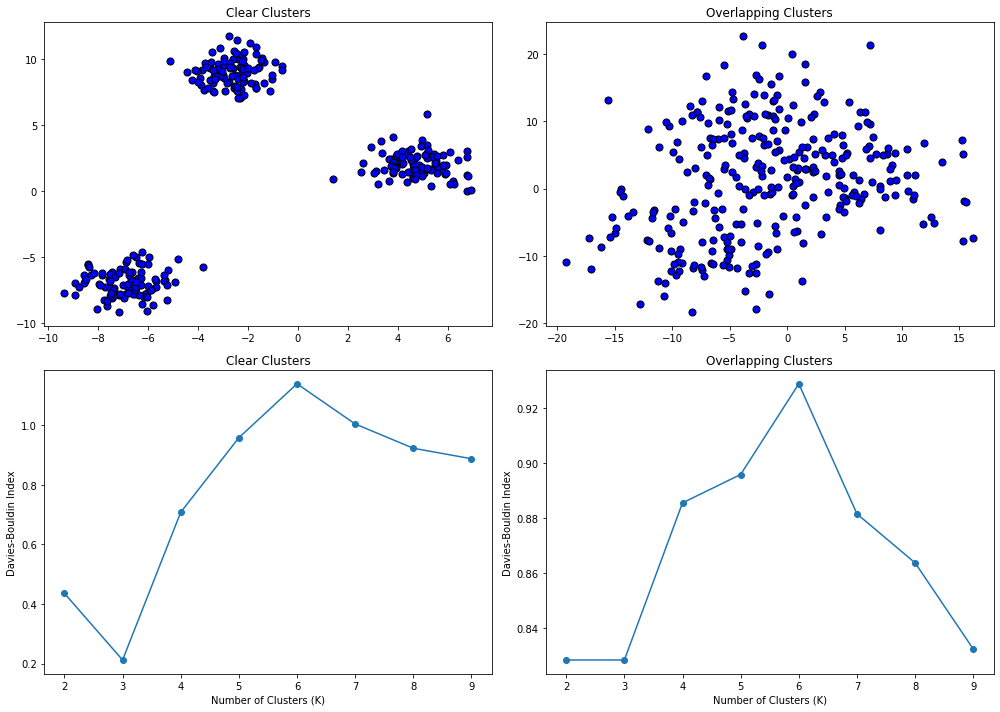 Clear Clusters
10
5
0
−5
−10
−10 −8 −6 −4 −2 0 2 4 6
Overlapping Clusters
20
10
0
−10
−20
−20 −15 −10 −5 0 5 10 15
Clear Clusters
Davies-Bouldin Index
1.0
0.8
0.6
0.4
0.2
2 3 4 5 6 7 8 9
Number of Clusters (K)
Overlapping Clusters
Davies-Bouldin Index
0.92
0.90
0.88
0.86
0.84
2 3 4 5 6 7 8 9
Number of Clusters (K)